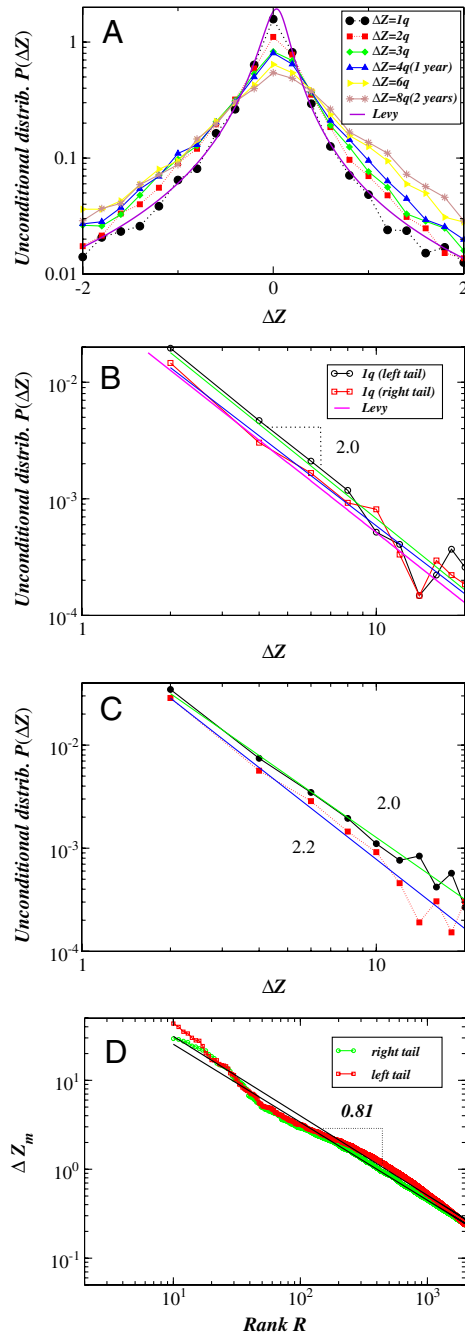 A
Unconditional distrib. P(ΔZ)
1
0.1
0.01
ΔZ=1q
ΔZ=2q
ΔZ=3q
ΔZ=4q(1 year)
ΔZ=6q
ΔZ=8q(2 years)
Levy
-2
0
2
ΔZ
B
Unconditional distrib. P(ΔZ)
10^-2
10^-3
10^-4
1q (left tail)
1q (right tail)
Levy
2.0
1
10
ΔZ
C
Unconditional distrib. P(ΔZ)
10^-2
10^-3
10^-4
2.0
2.2
1
10
ΔZ
D
Δ Z_m
10^1
10^0
10^-1
right tail
left tail
0.81
10^1
10^2
10^3
Rank R